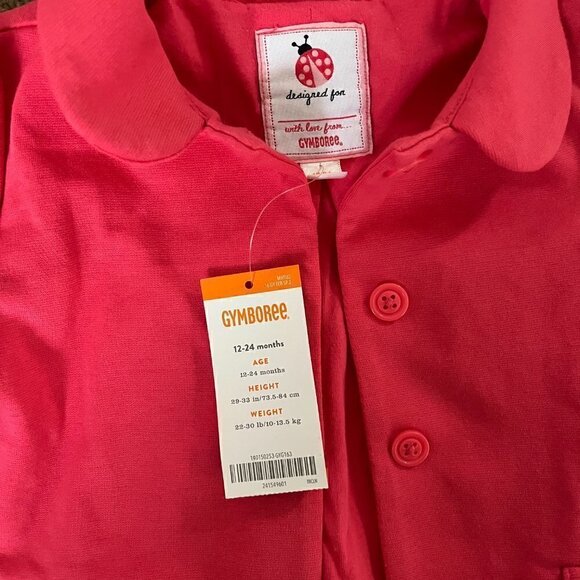 designed for
with love from...
GYMBOREE.
GYMBOREE.
12-24 months
AGE
12-24 months
HEIGHT
29-33 in/73.5-84 cm
WEIGHT
22-30 lb/10-13.5 kg
241549601